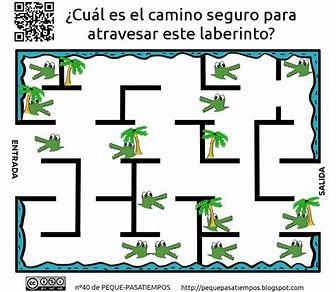 ¿Cuál es el camino seguro para
atravesar este laberinto?
ENTRADA
SALIDA
nº40 de PEQUE-PASATIEMPOS
http://pequepasatiempos.blogspot.com